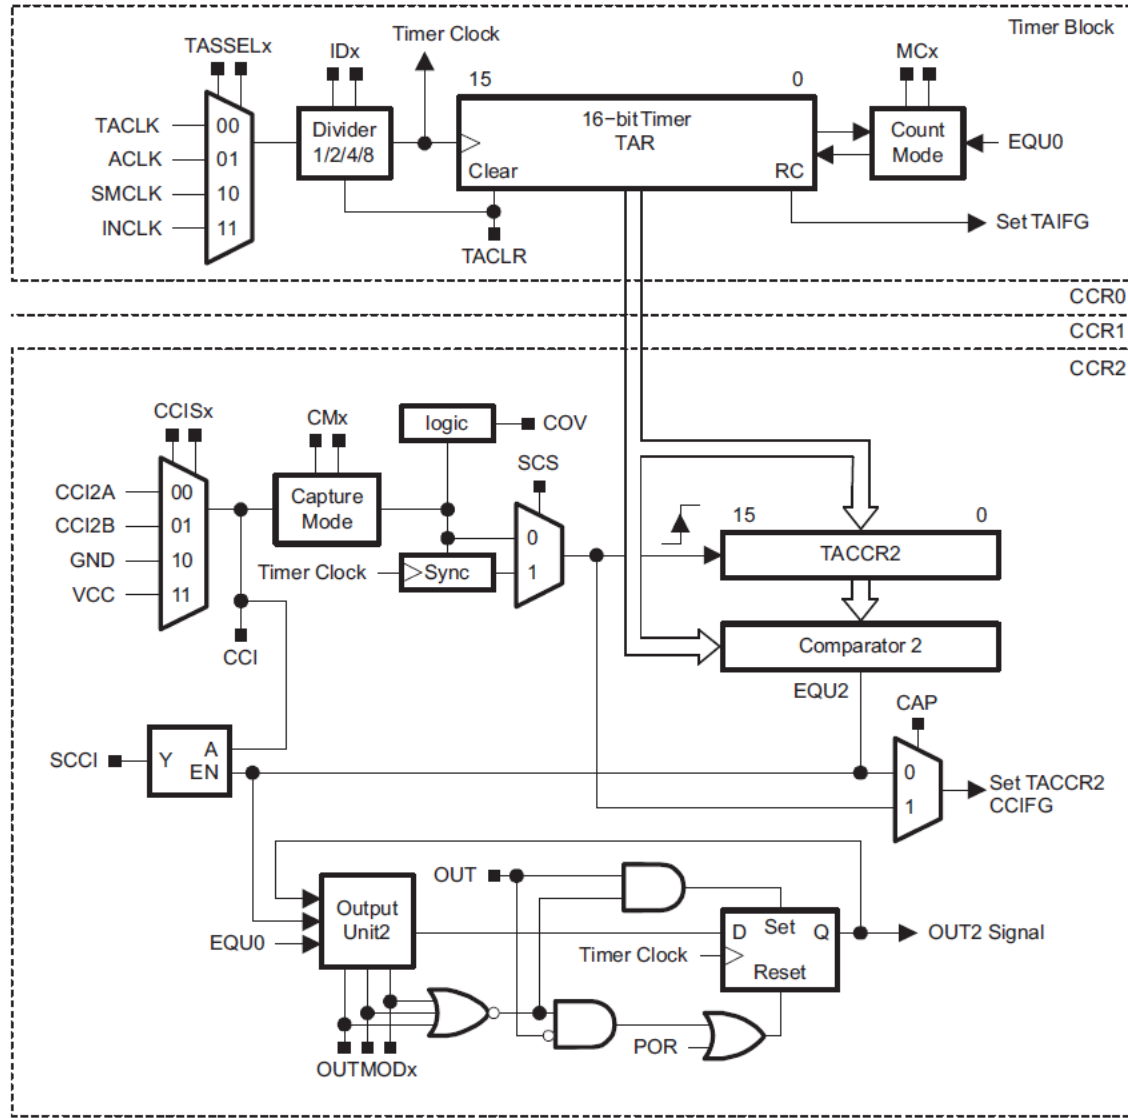 Timer Block
Timer Clock
TASSELx
IDx
15
0
MCx
TACLK
00
Divider
1/2/4/8
16−bit Timer
TAR
Count
Mode
EQU0
ACLK
01
SMCLK
10
Clear
RC
INCLK
11
TACLR
Set TAIFG
CCR0
CCR1
CCR2
CCISx
CMx
logic
COV
SCS
CCI2A
00
Capture
Mode
CCI2B
01
GND
10
VCC
11
Timer Clock
Sync
0
1
15
0
TACCR2
CCI
Comparator 2
EQU2
CAP
SCCI
Y
A
EN
0
1
Set TACCR2
CCIFG
OUT
Output
Unit2
EQU0
D
Set
Q
OUT2 Signal
Timer Clock
Reset
POR
OUTMODx